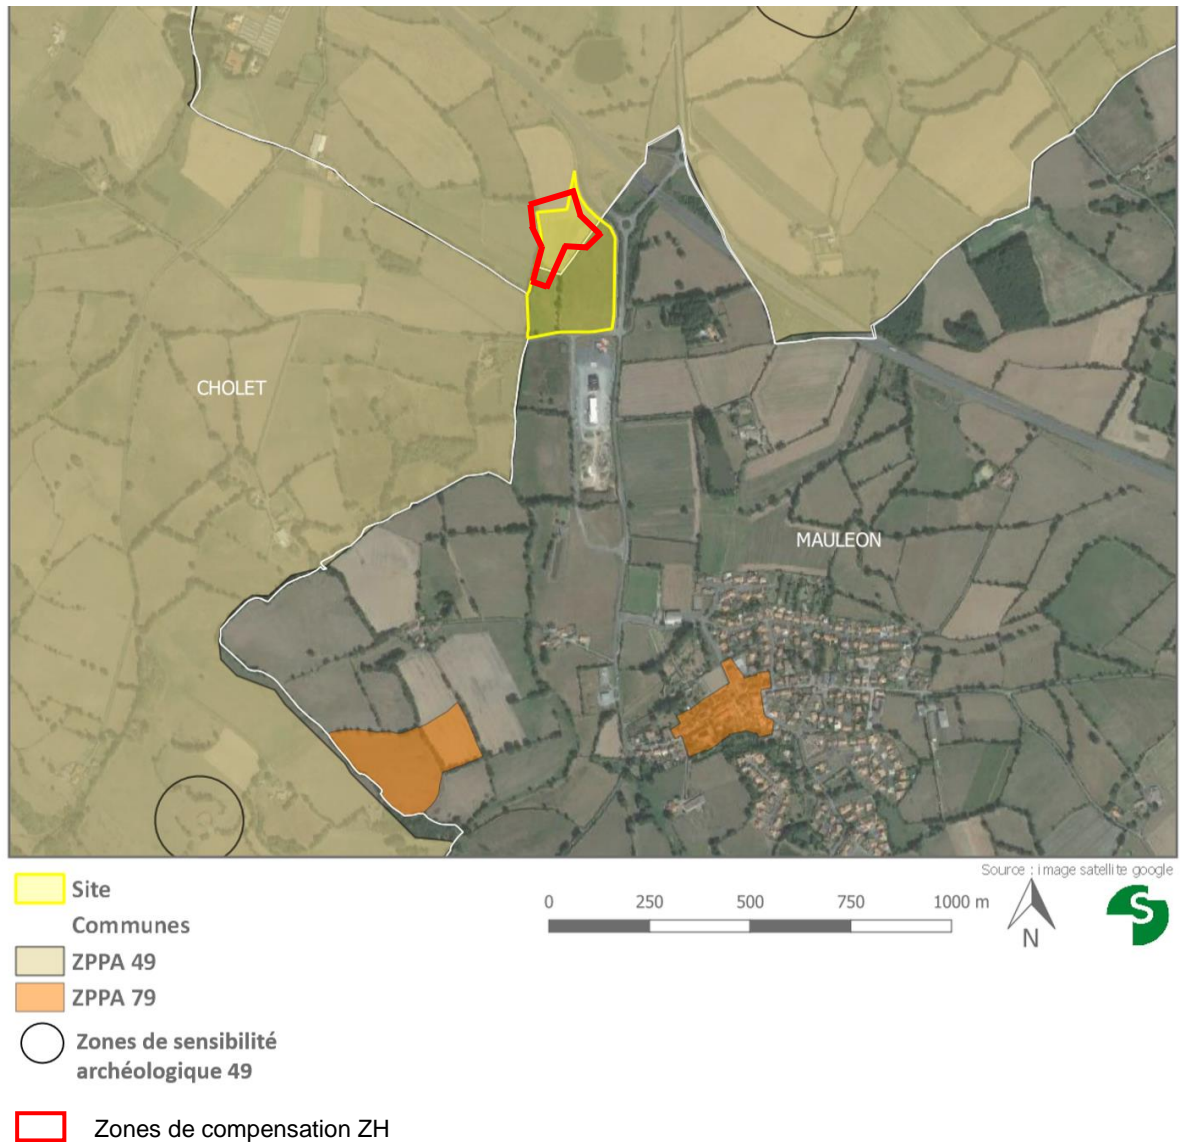 CHOLET
MAULEON
Source : image satellite google
Site
Communes
ZPPA 49
ZPPA 79
Zones de sensibilité
archéologique 49
Zones de compensation ZH
0 250 500 750 1000 m
N
S